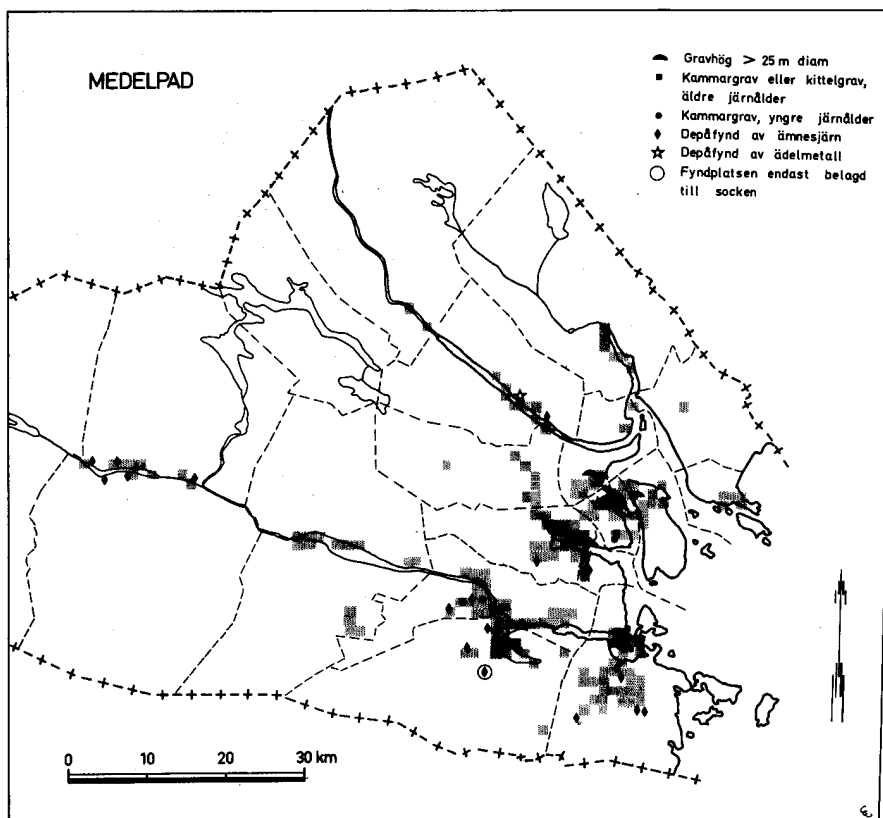 MEDELPAD
Gravhög > 25 m diam
Kammargrav eller kittelgrav,
äldre järnålder
Kammargrav, yngre järnålder
Depåfynd av ämnesjärn
Depåfynd av ädelmetall
Fyndplatsen endast belagd
till socken
0 10 20 30 km